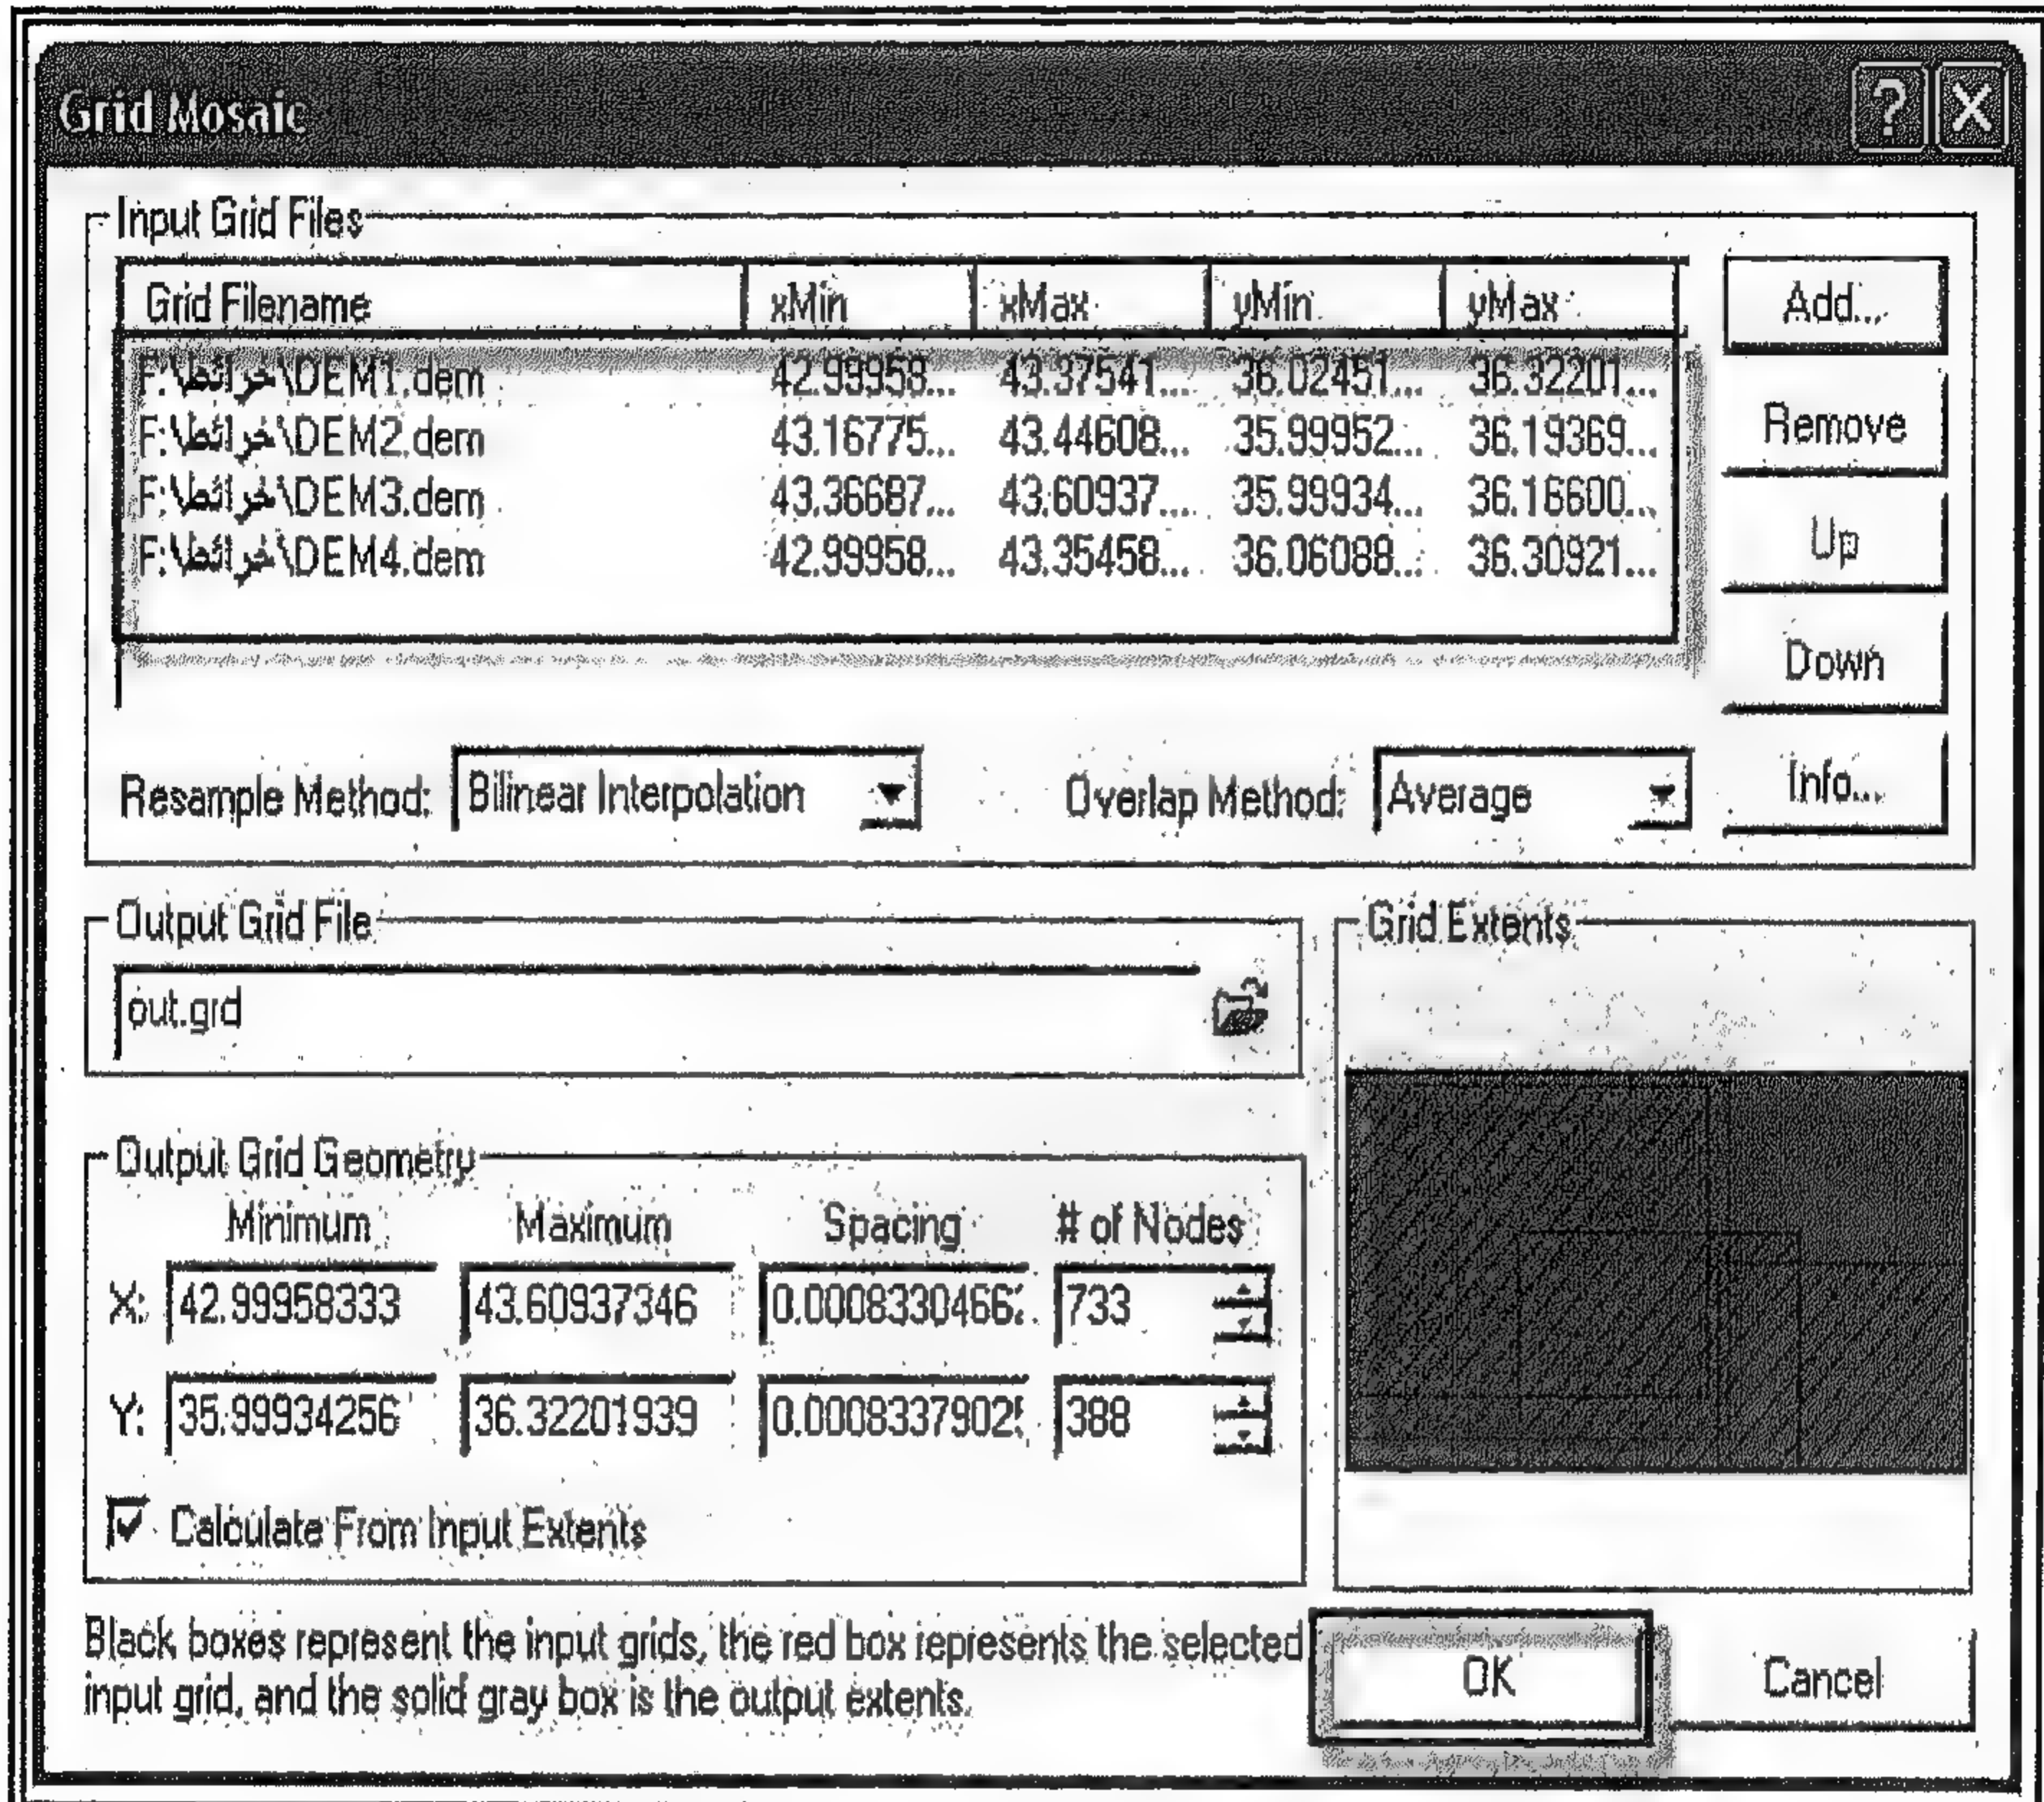 Grid Mosaic
Input Grid Files
Grid Filename xMin xMax yMin yMax
F:\خرائط\DEM1.dem 42.99958... 43.37541... 36.02451... 36.32201...
F:\خرائط\DEM2.dem 43.16775... 43.44608... 35.99952... 36.19369...
F:\خرائط\DEM3.dem 43.36687... 43.60937... 35.99934... 36.16600...
F:\خرائط\DEM4.dem 42.99958... 43.35458... 36.06088... 36.30921...
Add...
Remove
Up
Down
Info...
Resample Method: Bilinear Interpolation Overlap Method: Average
Output Grid File
out.grd
Grid Extents
Output Grid Geometry
Minimum Maximum Spacing # of Nodes
X: 42.99958333 43.60937346 0.0008330466 733
Y: 35.99934256 36.32201939 0.000833790 388
Calculate From Input Extents
Black boxes represent the input grids, the red box represents the selected
input grid, and the solid gray box is the output extents.
OK Cancel